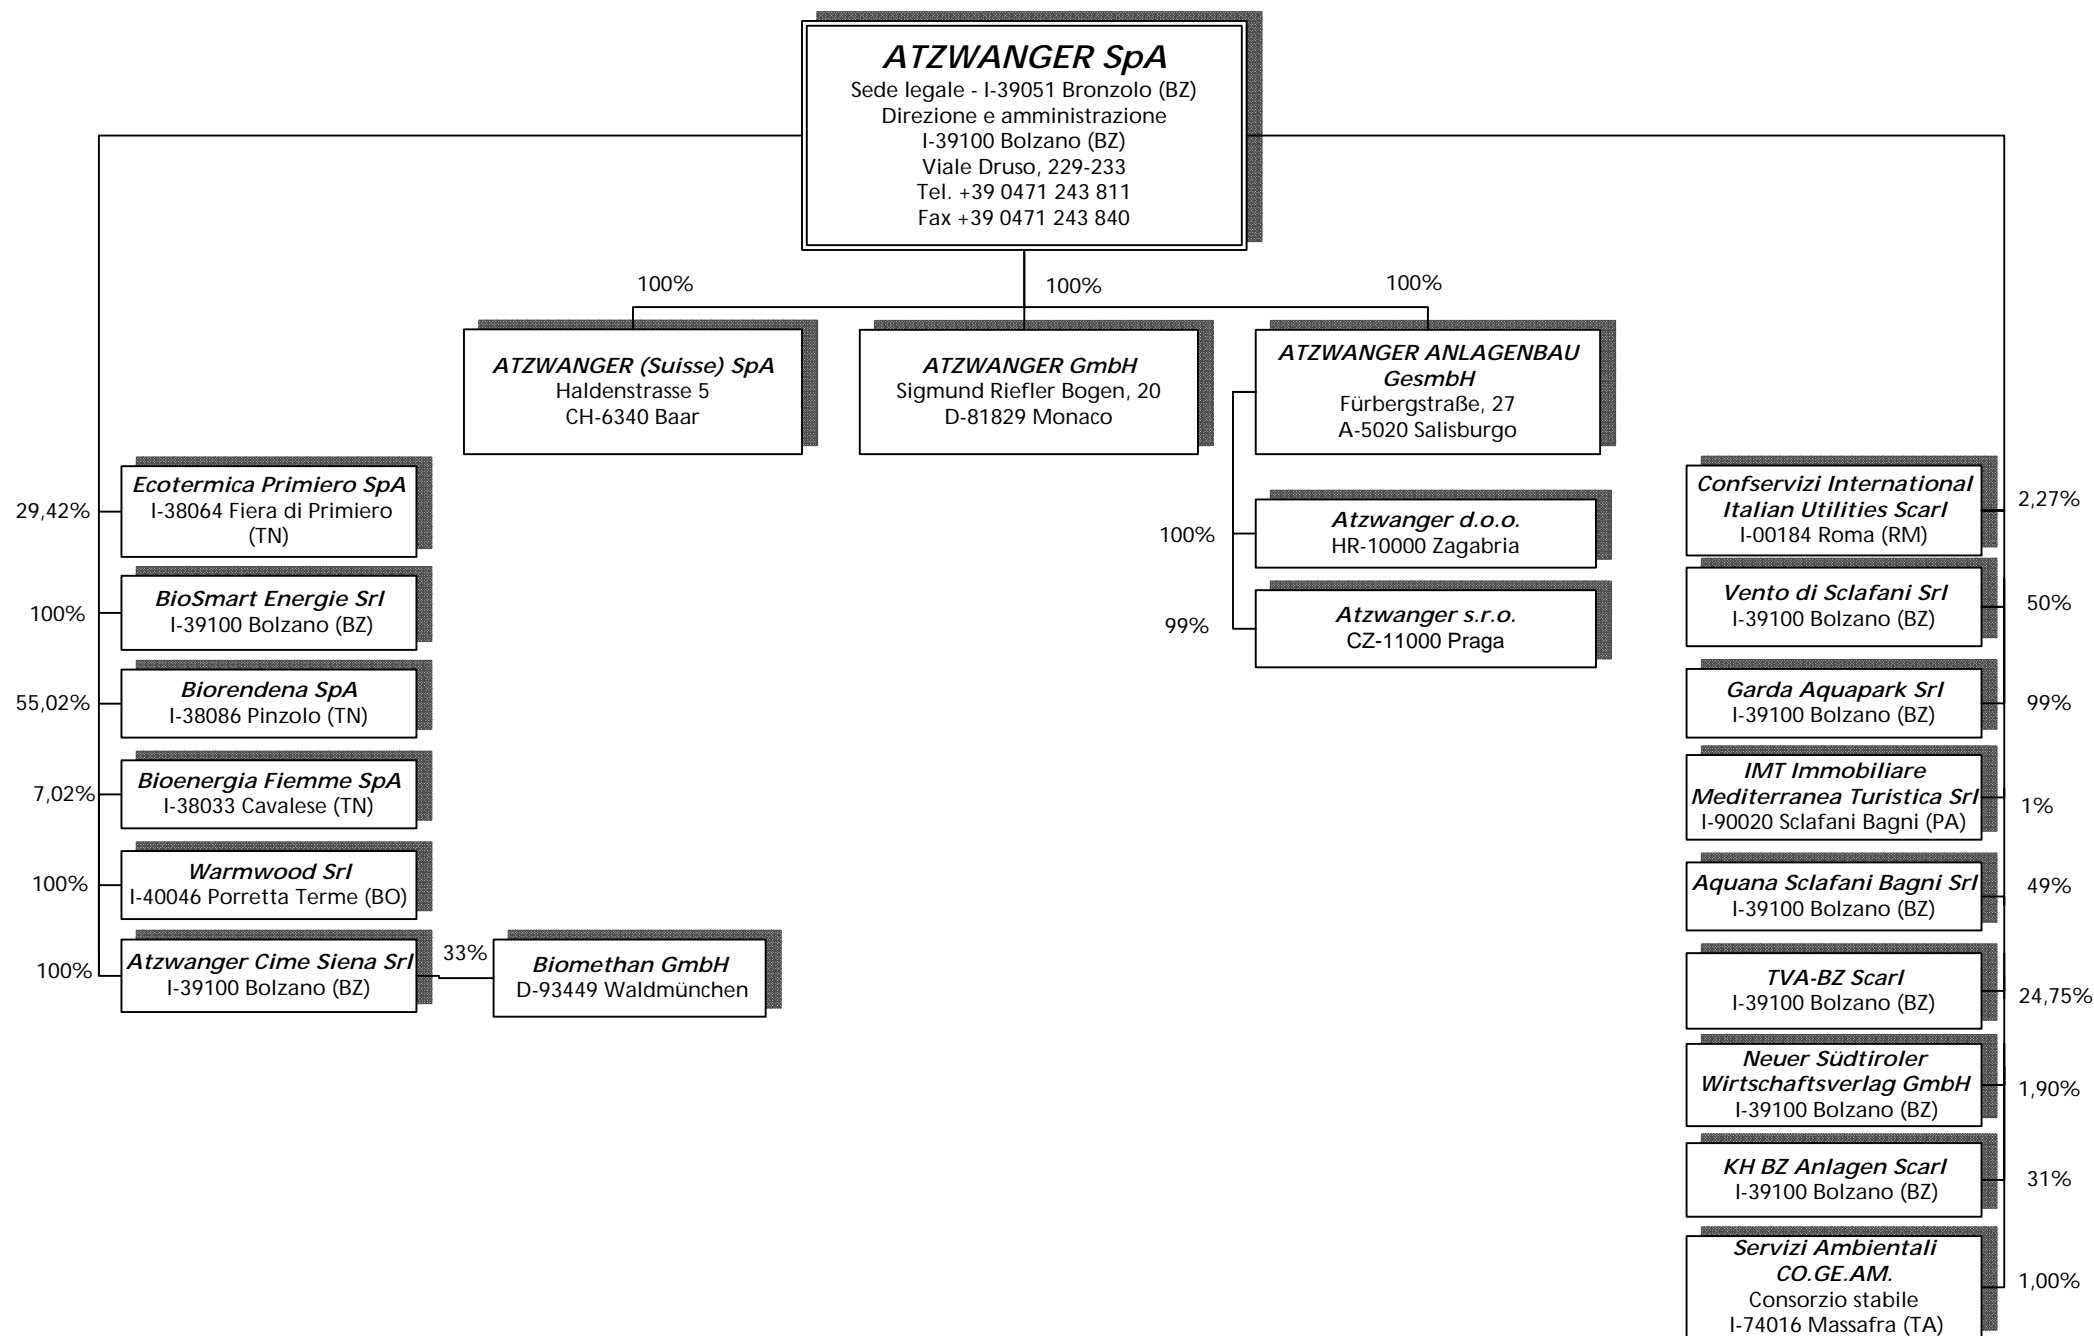 ATZWANGER SpA
Sede legale - I-39051 Bronzolo (BZ)
Direzione e amministrazione
I-39100 Bolzano (BZ)
Viale Druso, 229-233
Tel. +39 0471 243 811
Fax +39 0471 243 840
100%
100%
100%
ATZWANGER (Suisse) SpA
Haldenstrasse 5
CH-6340 Baar
ATZWANGER GmbH
Sigmund Riefler Bogen, 20
D-81829 Monaco
ATZWANGER ANLAGENBAU
GesmbH
Fürbergstraße, 27
A-5020 Salisburgo
100%
Atzwanger d.o.o.
HR-10000 Zagabria
99%
Atzwanger s.r.o.
CZ-11000 Praga
29,42%
Ecotermica Primiero SpA
I-38064 Fiera di Primiero
(TN)
100%
BioSmart Energie Srl
I-39100 Bolzano (BZ)
55,02%
Biorendena SpA
I-38086 Pinzolo (TN)
7,02%
Bioenergia Fiemme SpA
I-38033 Cavalese (TN)
100%
Warmwood Srl
I-40046 Porretta Terme (BO)
100%
Atzwanger Cime Siena Srl
I-39100 Bolzano (BZ)
33%
Biomethan GmbH
D-93449 Waldmünchen
Confservizi International
Italian Utilities Scarl
I-00184 Roma (RM)
2,27%
Vento di Sclafani Srl
I-39100 Bolzano (BZ)
50%
Garda Aquapark Srl
I-39100 Bolzano (BZ)
99%
IMT Immobiliare
Mediterranea Turistica Srl
I-90020 Sclafani Bagni (PA)
1%
Aquana Sclafani Bagni Srl
I-39100 Bolzano (BZ)
49%
TVA-BZ Scarl
I-39100 Bolzano (BZ)
24,75%
Neuer Südtiroler
Wirtschaftsverlag GmbH
I-39100 Bolzano (BZ)
1,90%
KH BZ Anlagen Scarl
I-39100 Bolzano (BZ)
31%
Servizi Ambientali
CO.GE.AM.
Consorzio stabile
I-74016 Massafra (TA)
1,00%